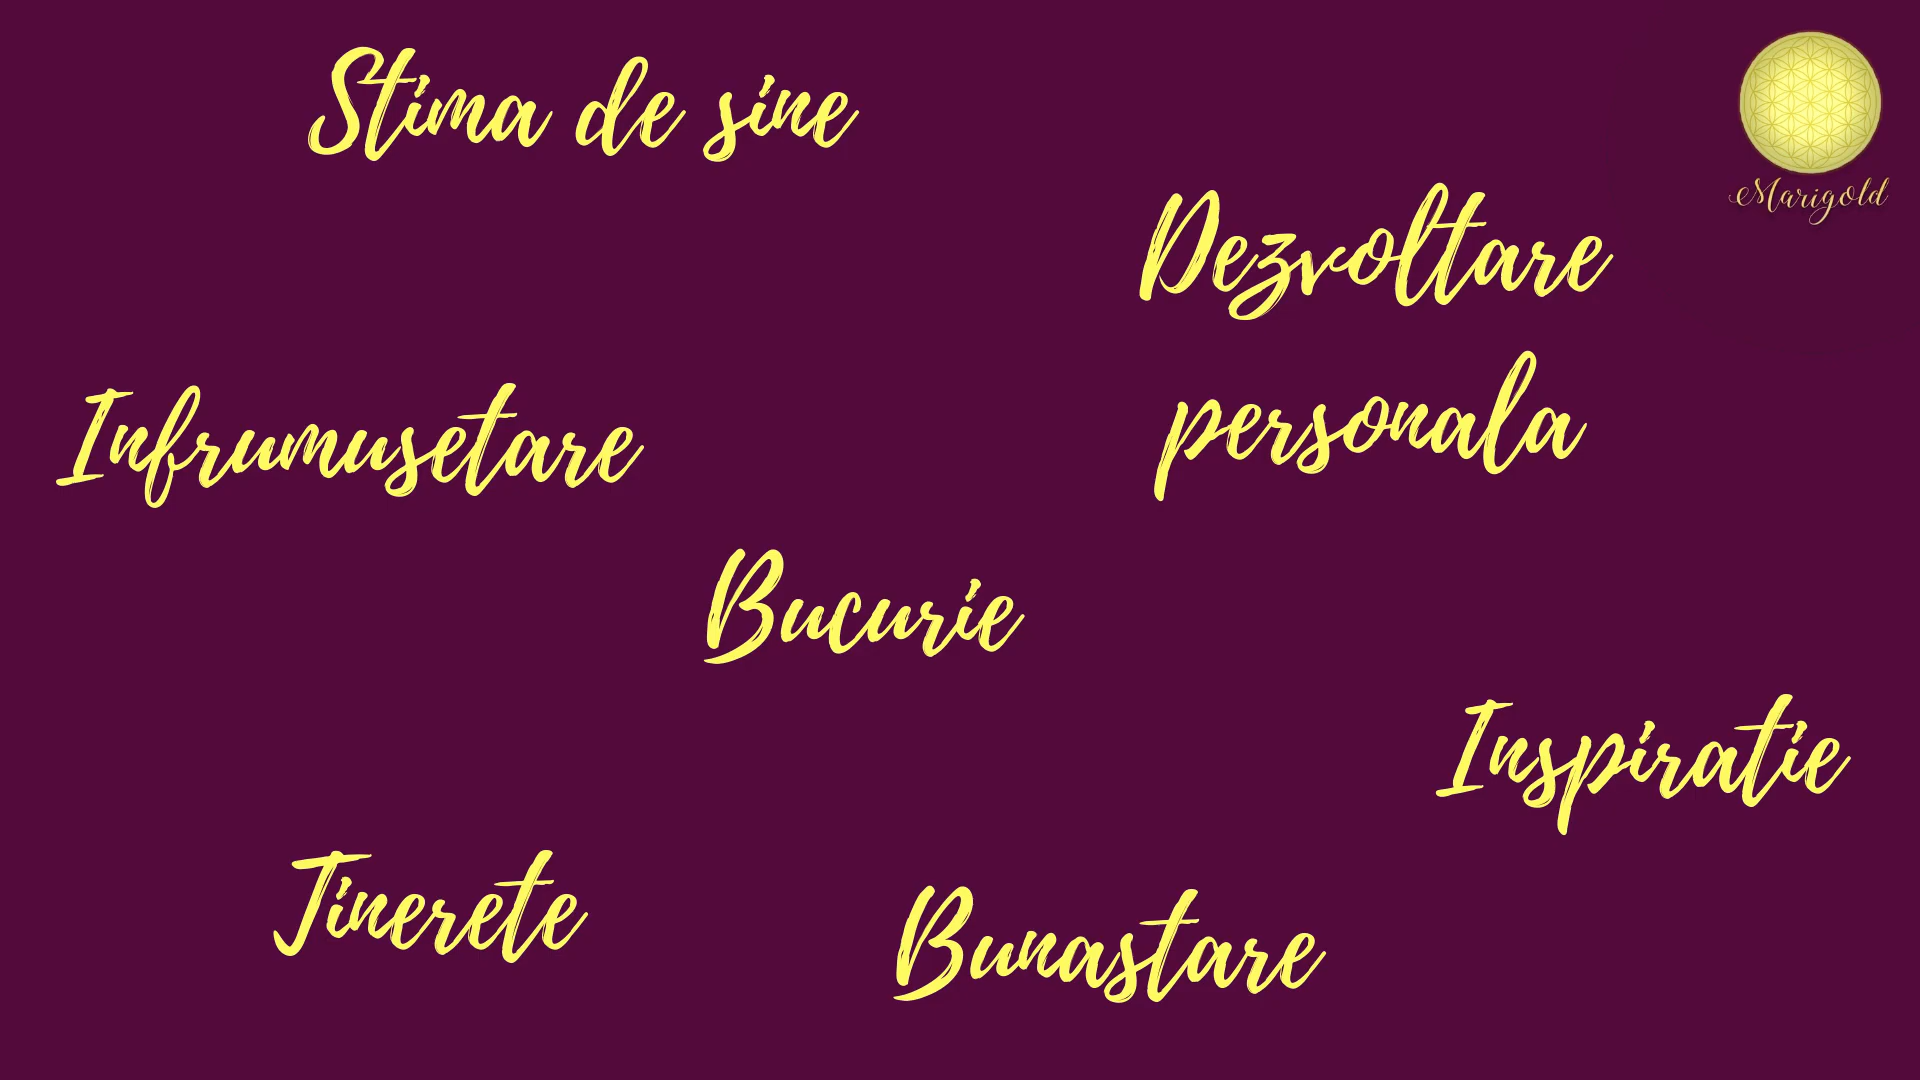 Stima de sine
Marigold
Dezvoltare
personala
Infrumusetare
Bucurie
Inspiratie
Tinerete
Bunastare